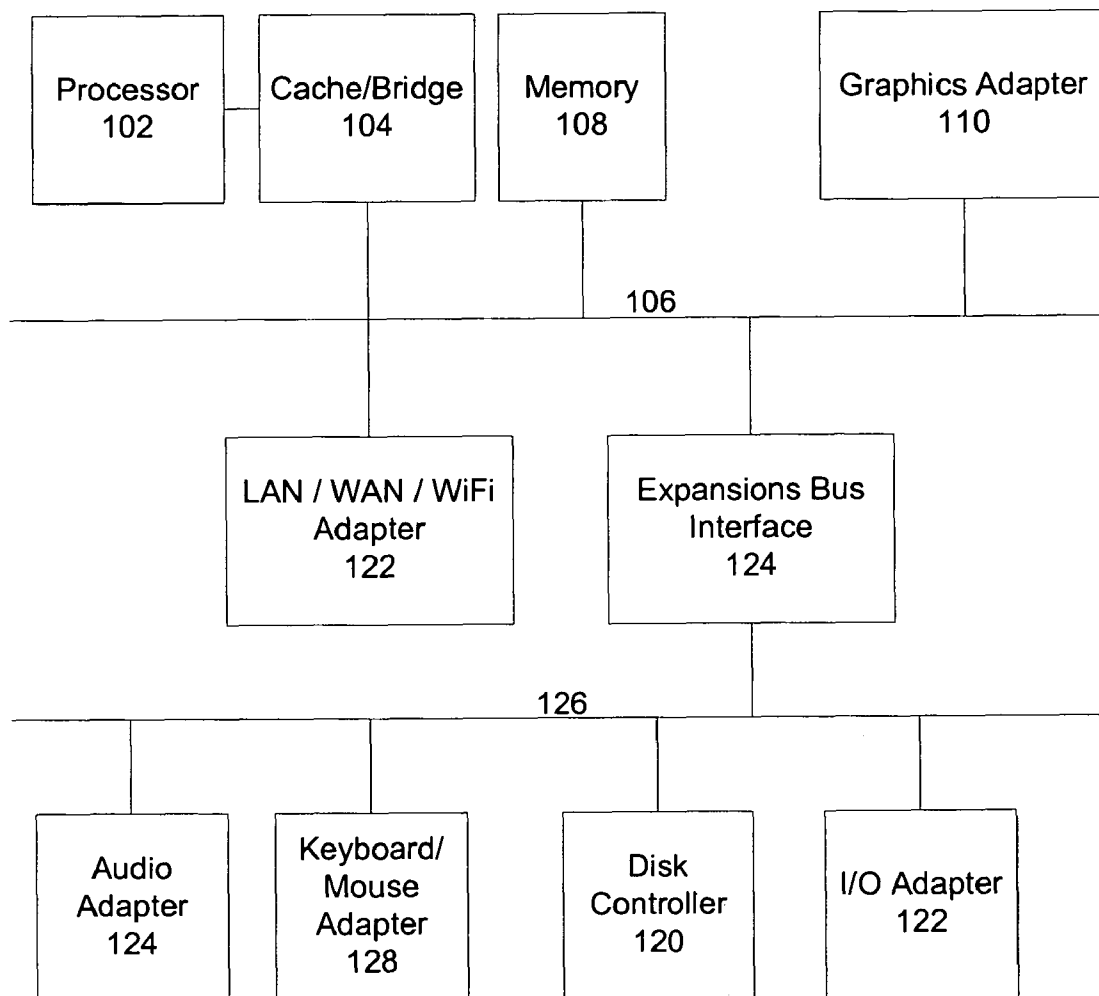 Processor
102
Cache/Bridge
104
Memory
108
Graphics Adapter
110
106
LAN / WAN / WiFi
Adapter
122
Expansions Bus
Interface
124
126
Audio
Adapter
124
Keyboard/
Mouse
Adapter
128
Disk
Controller
120
I/O Adapter
122